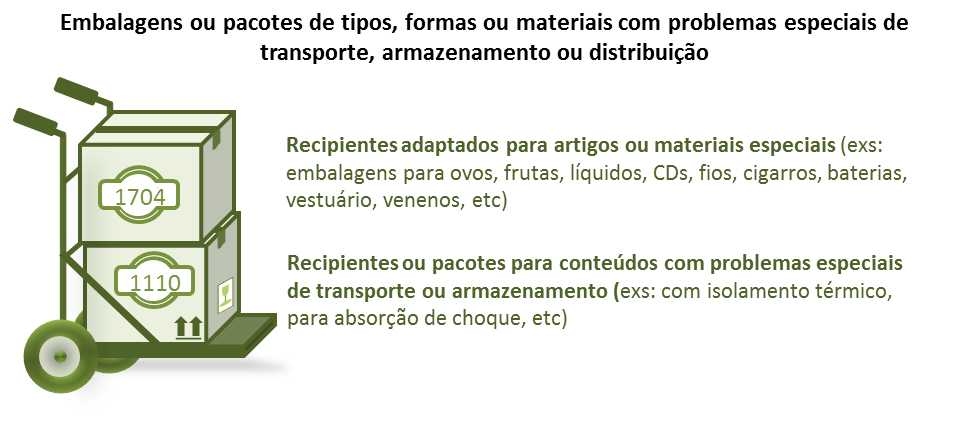 Embalagens ou pacotes de tipos, formas ou materiais com problemas especiais de
transporte, armazenamento ou distribuição
1704
Recipientes adaptados para artigos ou materiais especiais (exs:
embalagens para ovos, frutas, líquidos, CDs, fios, cigarros, baterias,
vestuário, venenos, etc)
1110
Recipientes ou pacotes para conteúdos com problemas especiais
de transporte ou armazenamento (exs: com isolamento térmico,
para absorção de choque, etc)